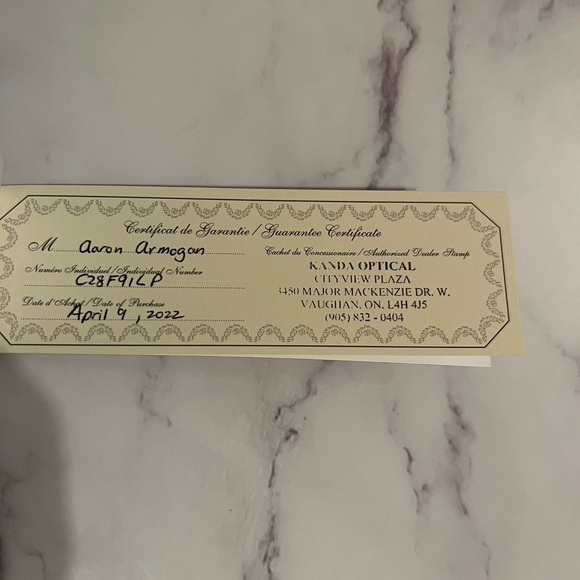 Certificat de Garantie / Guarantee Certificate
M. Aaron Armogan
Numéro Individuel / Individual Number
C28F91LP
Date d'Achat / Date of Purchase
April 9, 2022
Cachet du Concessionaire / Authorized Dealer Stamp
KANDA OPTICAL
CITYVIEW PLAZA
3450 MAJOR MACKENZIE DR. W.
VAUGHAN, ON. L4H 4J5
(905) 832 - 0404